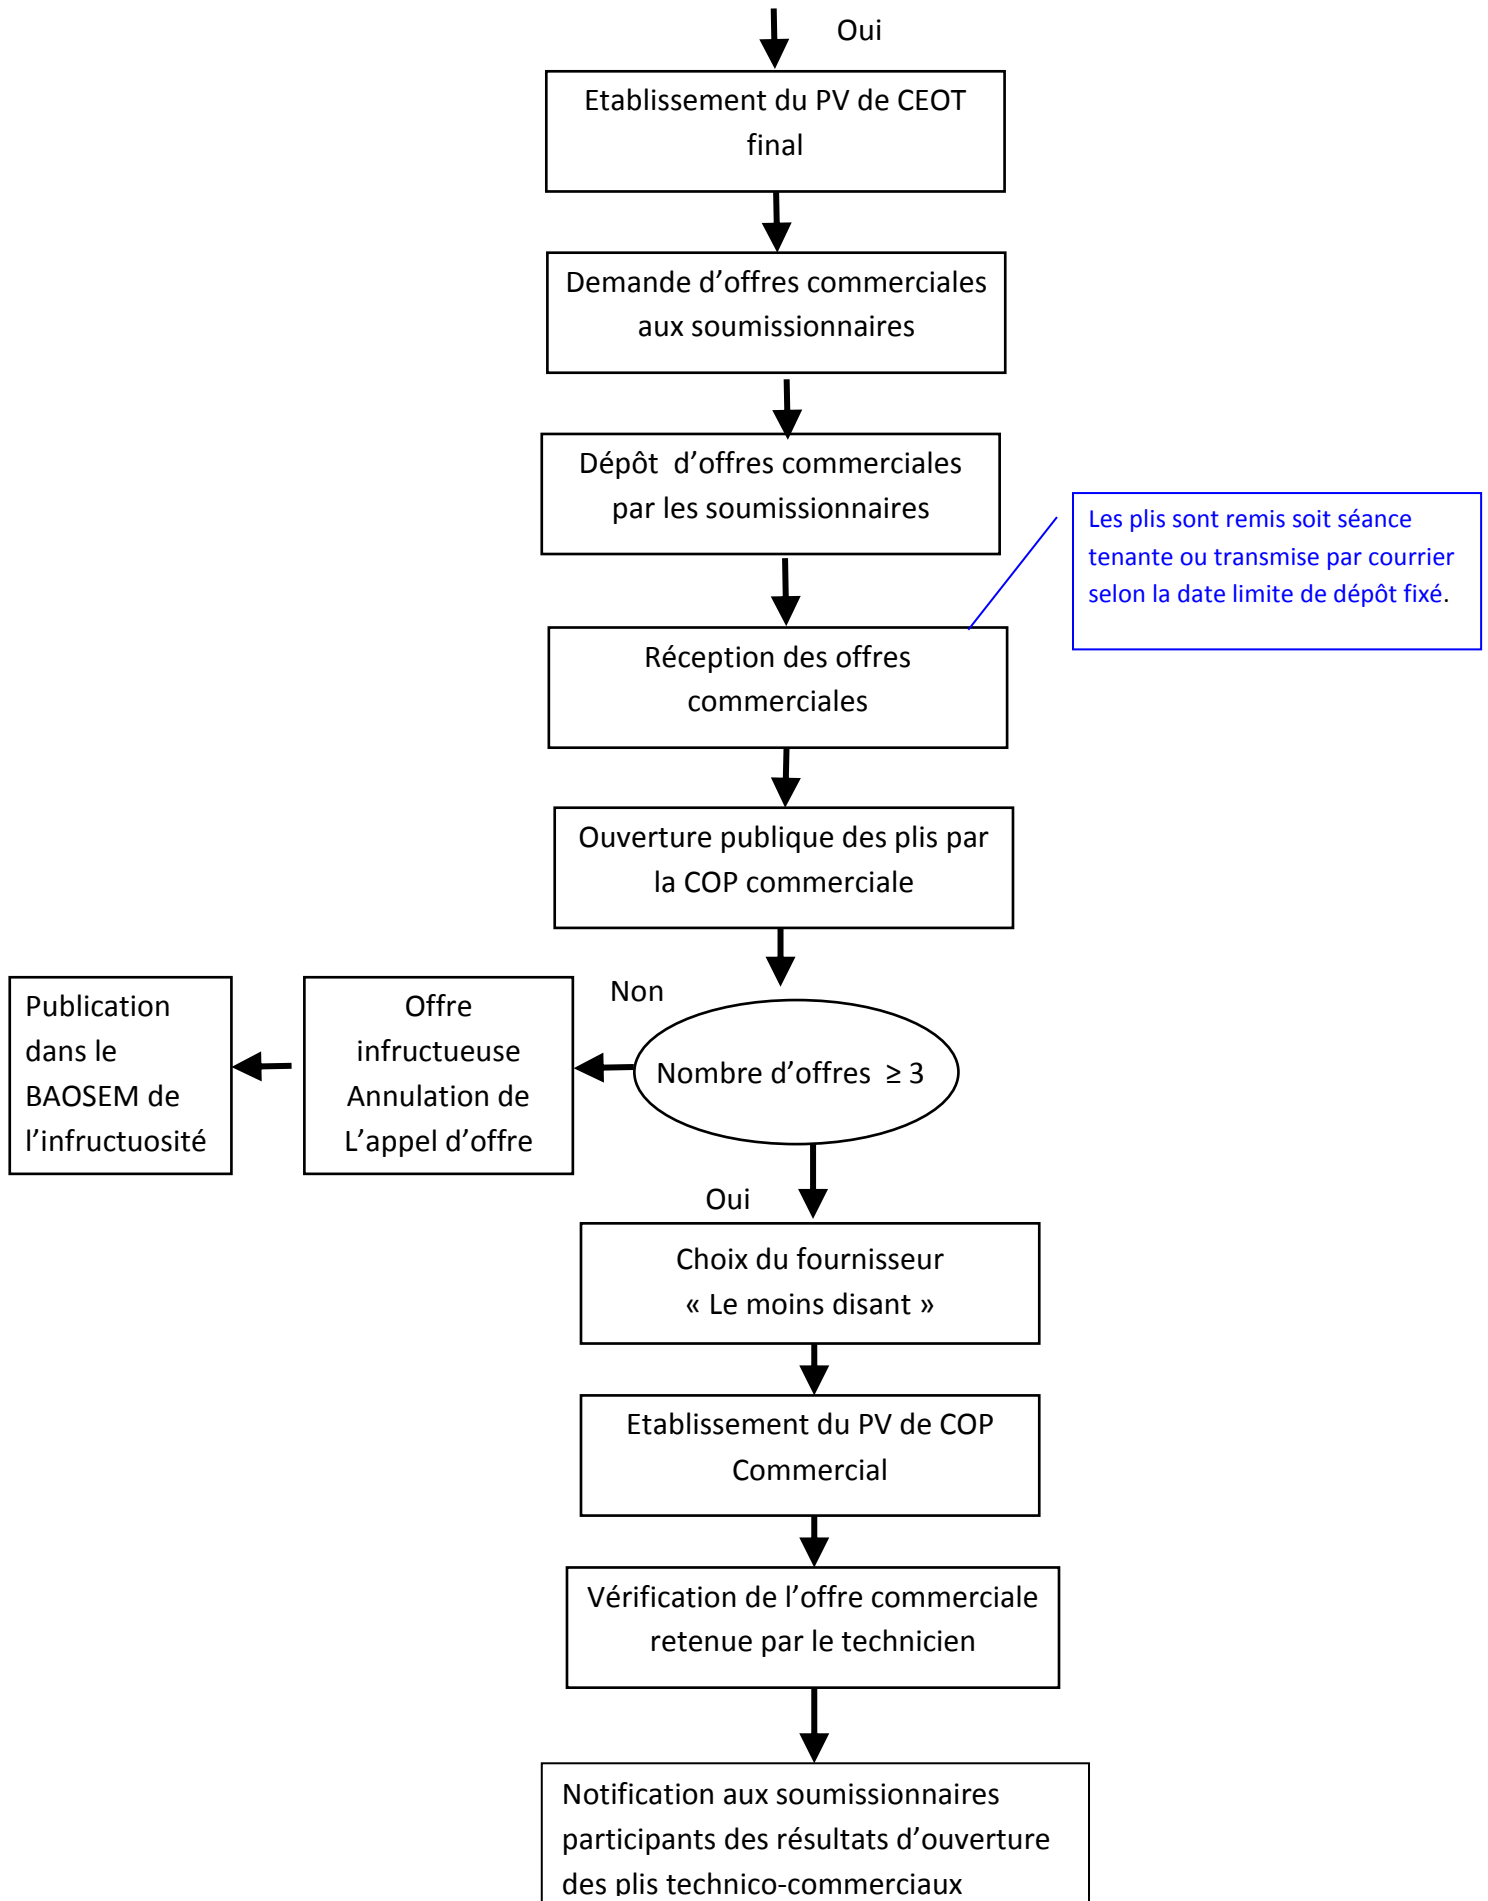 Oui
Etablissement du PV de CEOT
final
Demande d’offres commerciales
aux soumissionnaires
Dépôt  d’offres commerciales
par les soumissionnaires
Les plis sont remis soit séance
tenante ou transmise par courrier
selon la date limite de dépôt fixé.
Réception des offres
commerciales
Ouverture publique des plis par
la COP commerciale
Non
Nombre d’offres  ≥ 3
Offre
infructueuse
Annulation de
L’appel d’offre
Publication
dans le
BAOSEM de
l’infructuosité
Oui
Choix du fournisseur
« Le moins disant »
Etablissement du PV de COP
Commercial
Vérification de l’offre commerciale
retenue par le technicien
Notification aux soumissionnaires
participants des résultats d’ouverture
des plis technico-commerciaux